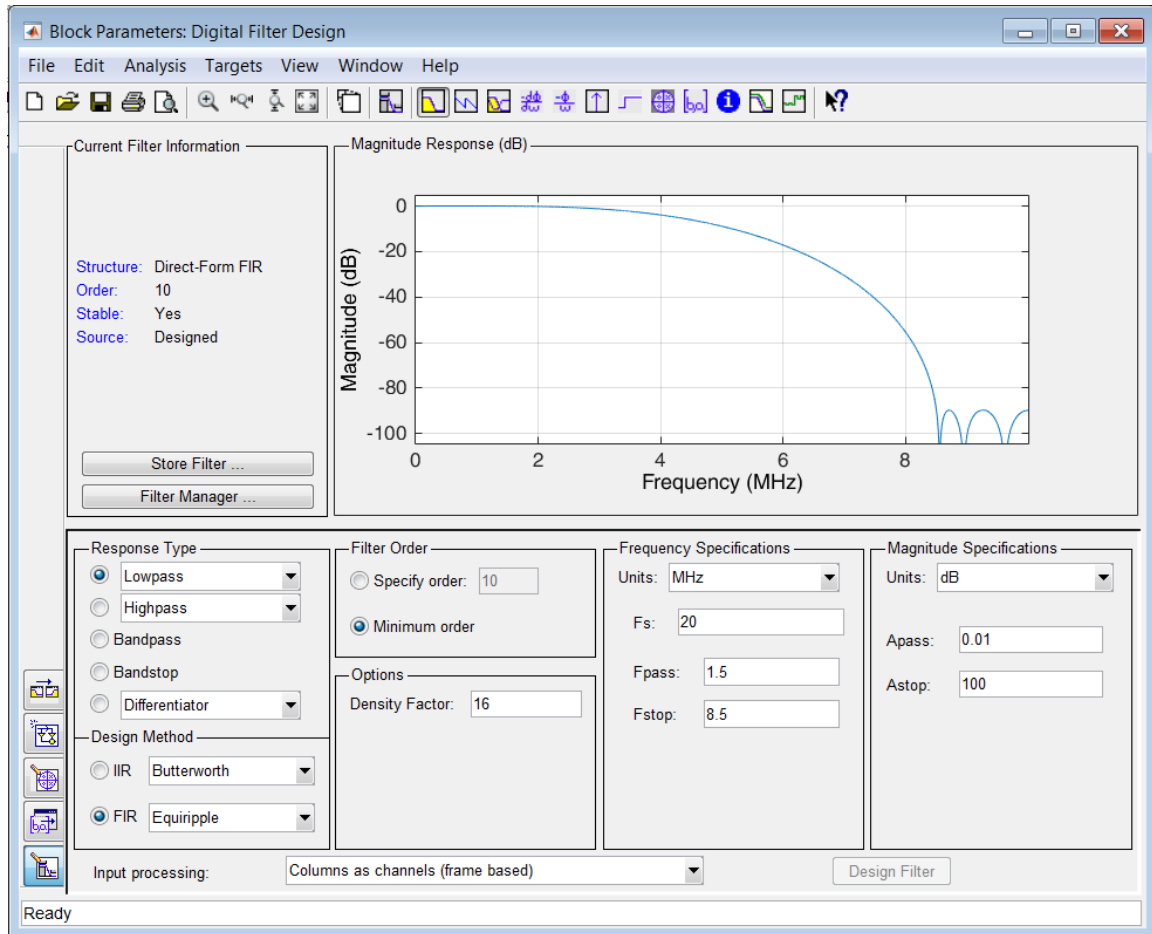 Block Parameters: Digital Filter Design
File Edit Analysis Targets View Window Help
Current Filter Information
Structure: Direct-Form FIR
Order: 10
Stable: Yes
Source: Designed
Store Filter ...
Filter Manager ...
Magnitude Response (dB)
Magnitude (dB)
0
-20
-40
-60
-80
-100
0 2 4 6 8
Frequency (MHz)
Response Type
Lowpass
Highpass
Bandpass
Bandstop
Differentiator
Design Method
IIR Butterworth
FIR Equiripple
Filter Order
Specify order: 10
Minimum order
Options
Density Factor: 16
Frequency Specifications
Units: MHz
Fs: 20
Fpass: 1.5
Fstop: 8.5
Magnitude Specifications
Units: dB
Apass: 0.01
Astop: 100
Input processing: Columns as channels (frame based)
Design Filter
Ready